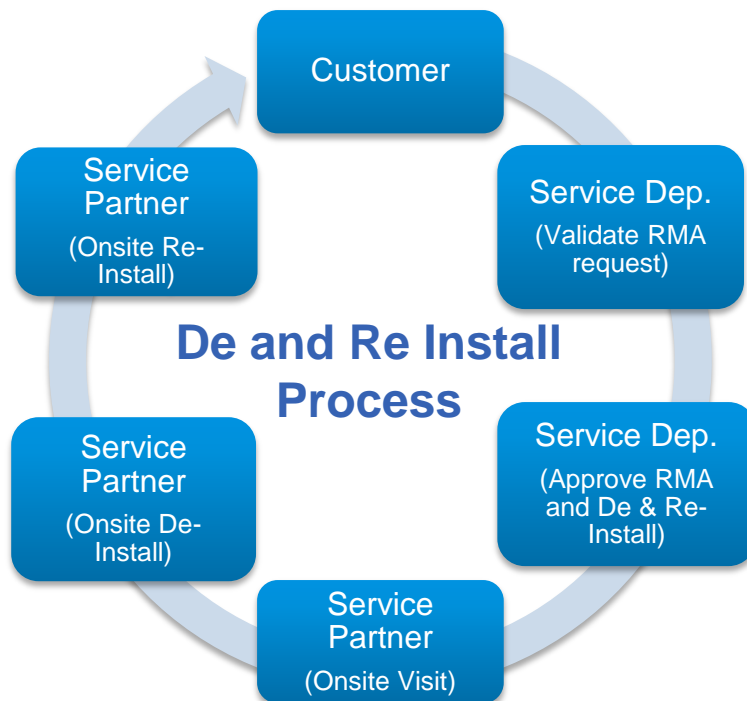 Customer
Service Dep.
(Validate RMA
request)
Service Dep.
(Approve RMA
and De & Re-
Install)
Service
Partner
(Onsite Visit)
Service
Partner
(Onsite De-
Install)
Service
Partner
(Onsite Re-
Install)
De and Re Install
Process